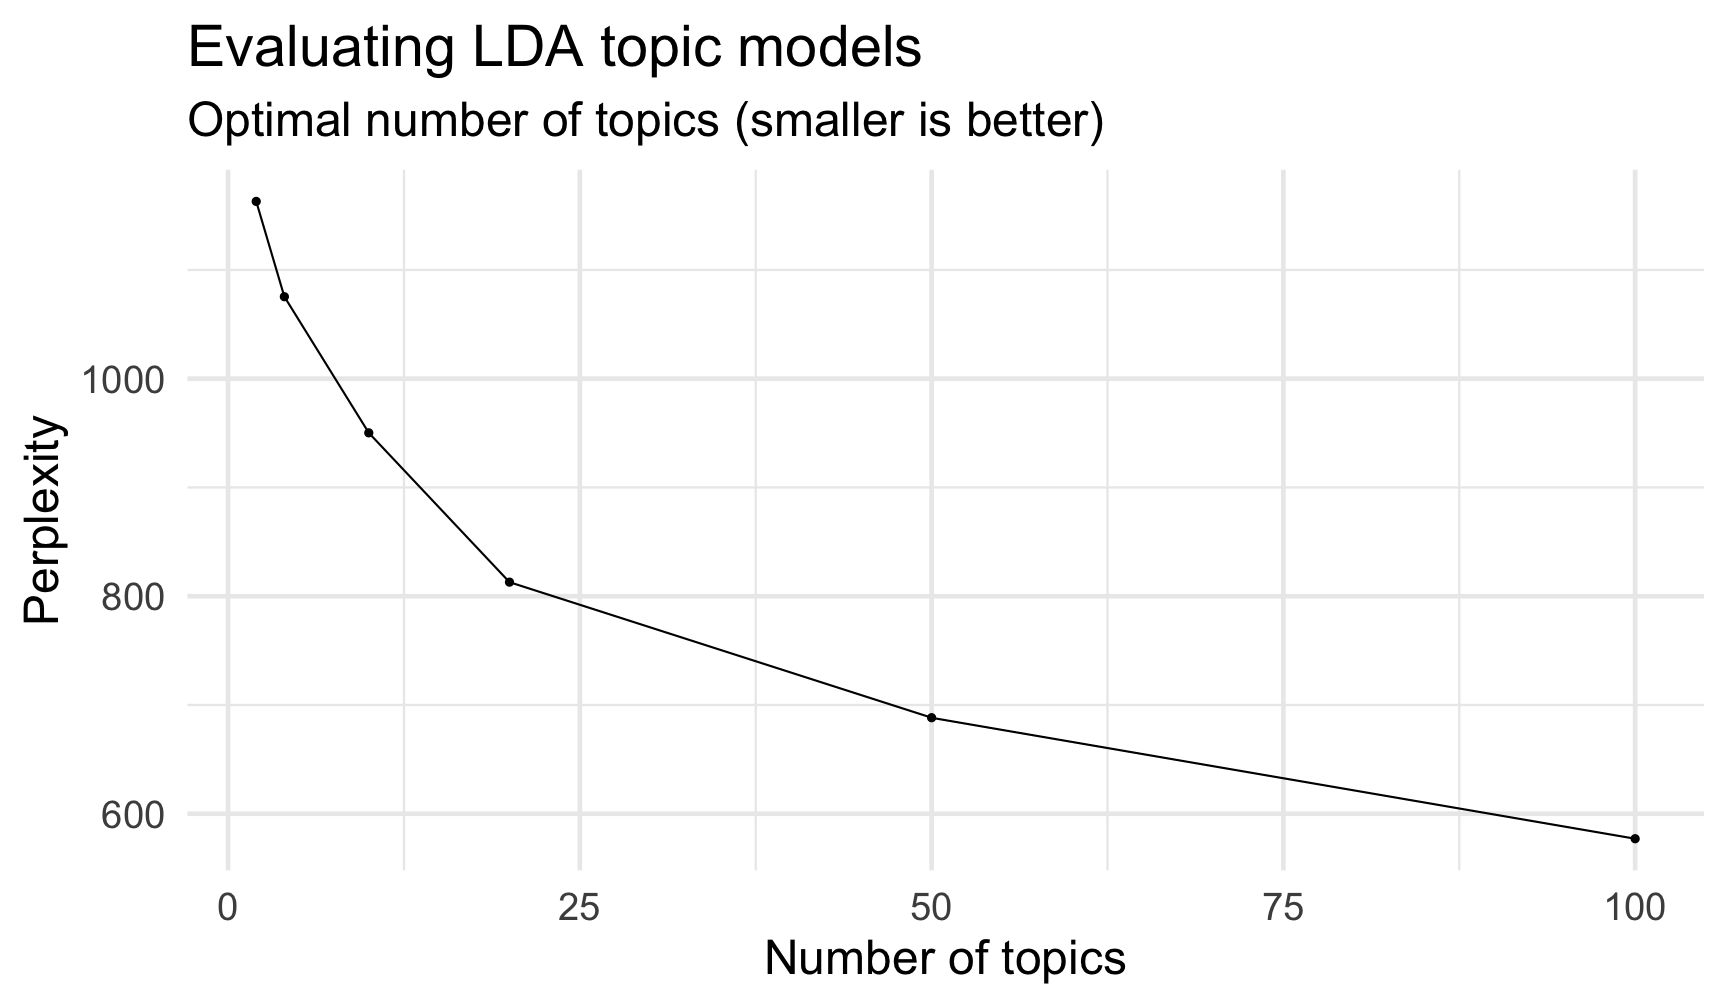 Evaluating LDA topic models
Optimal number of topics (smaller is better)
Perplexity
1000
800
600
0 25 50 75 100
Number of topics